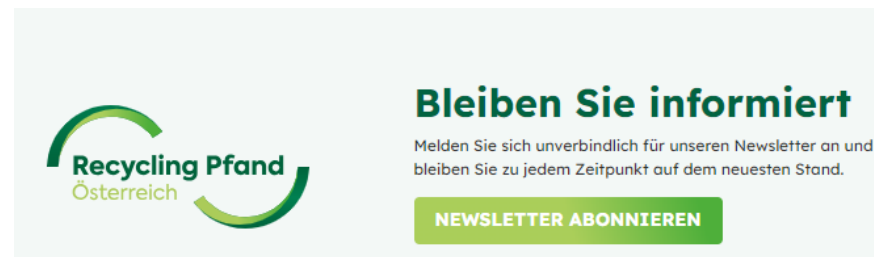 Recycling Pfand
Österreich
Bleiben Sie informiert
Melden Sie sich unverbindlich für unseren Newsletter an und
bleiben Sie zu jedem Zeitpunkt auf dem neuesten Stand.
NEWSLETTER ABONNIEREN